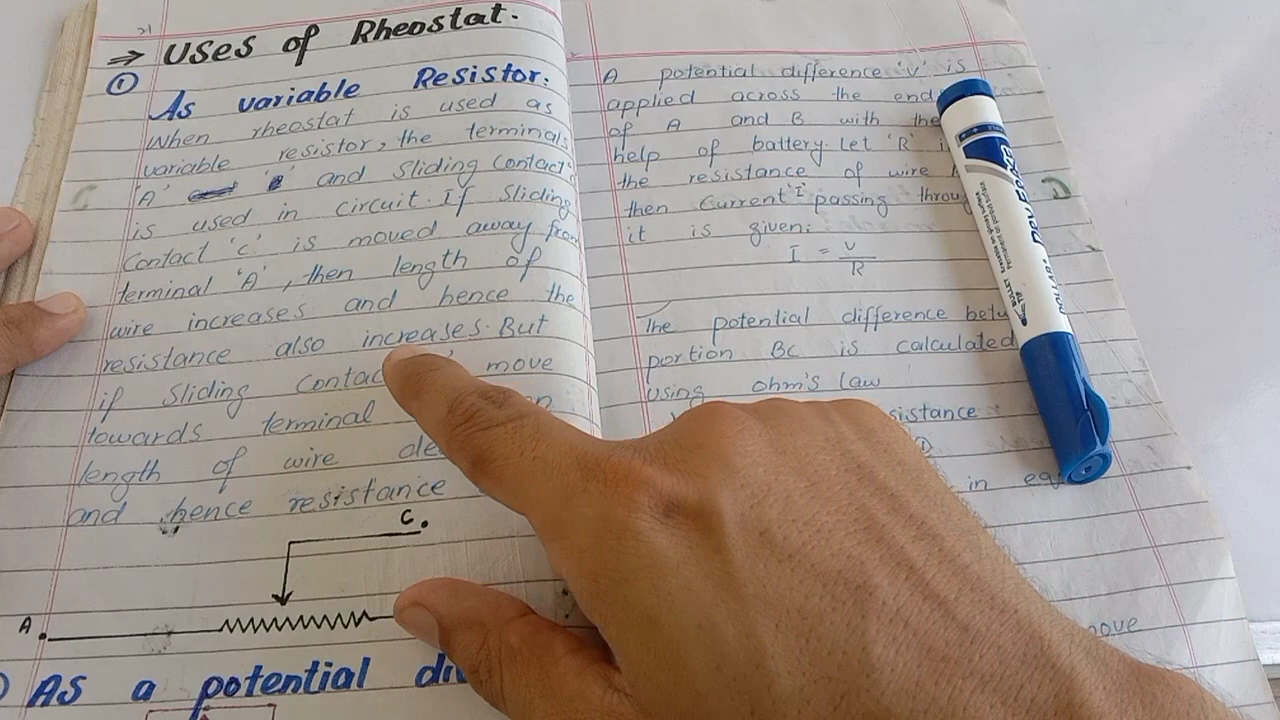 ⇒ Uses of Rheostat.
① As variable Resistor:
When rheostat is used as
variable resistor, the terminals
'A' and Sliding Contact
is used in circuit. If Sliding
Contact 'c' is moved away from
terminal 'A', then length of
wire increases and hence the
resistance also increases. But
if Sliding Contac move
towards terminal
length of wire de
and hence resistance
C.
A
As a potential di
A potential difference 'v' is
applied across the end
of A and B with the
help of battery. Let 'R' i
the resistance of wire
then Current 'I' passing throu
it is given:
I = v/R
The potential difference betw
portion BC is calculated
using ohm's law
sistance
①
in eq
move
DOLLAR